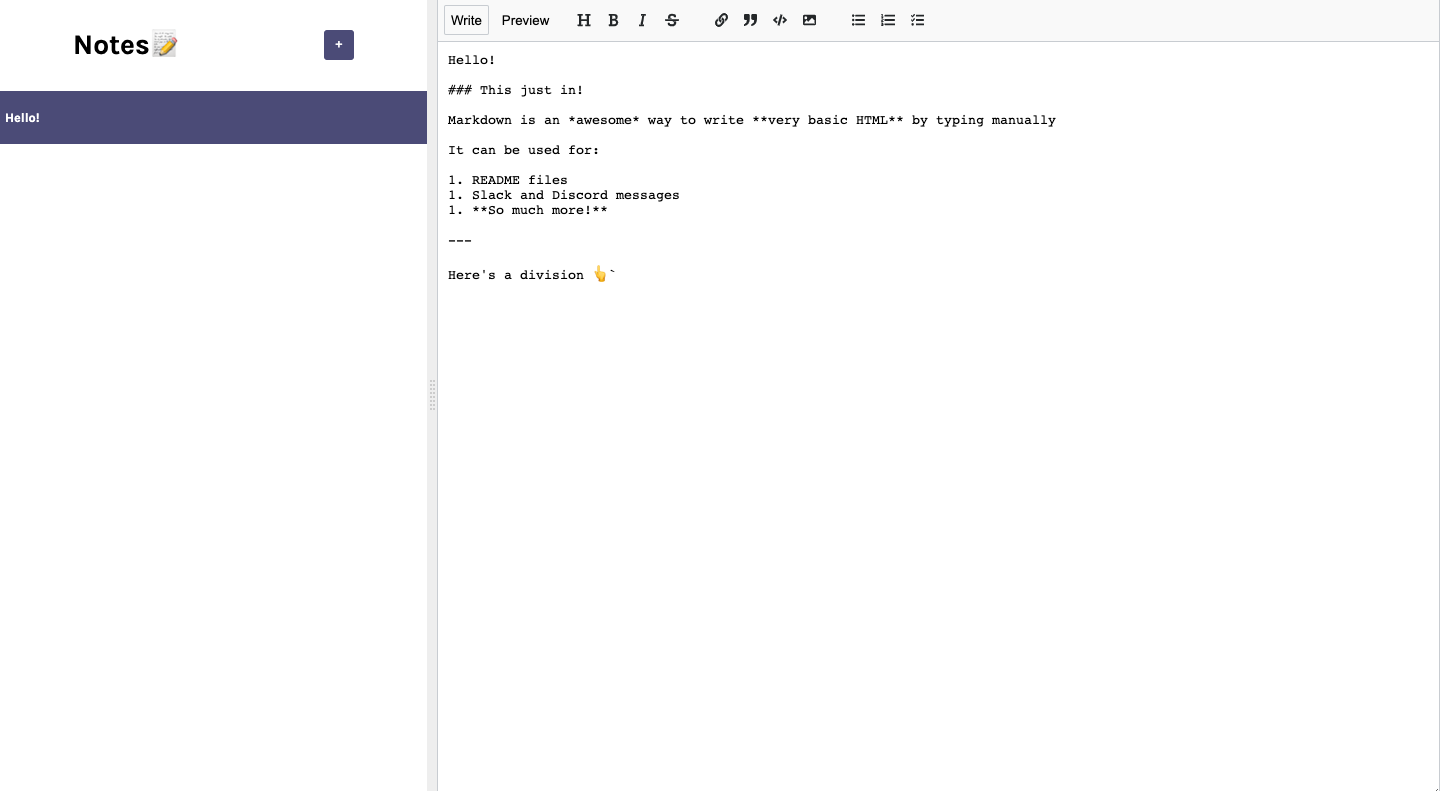 Notes📝
+
Hello!
Write Preview
Hello!
### This just in!
Markdown is an *awesome* way to write **very basic HTML** by typing manually
It can be used for:
1. README files
1. Slack and Discord messages
1. **So much more!**
---
Here's a division 👆`